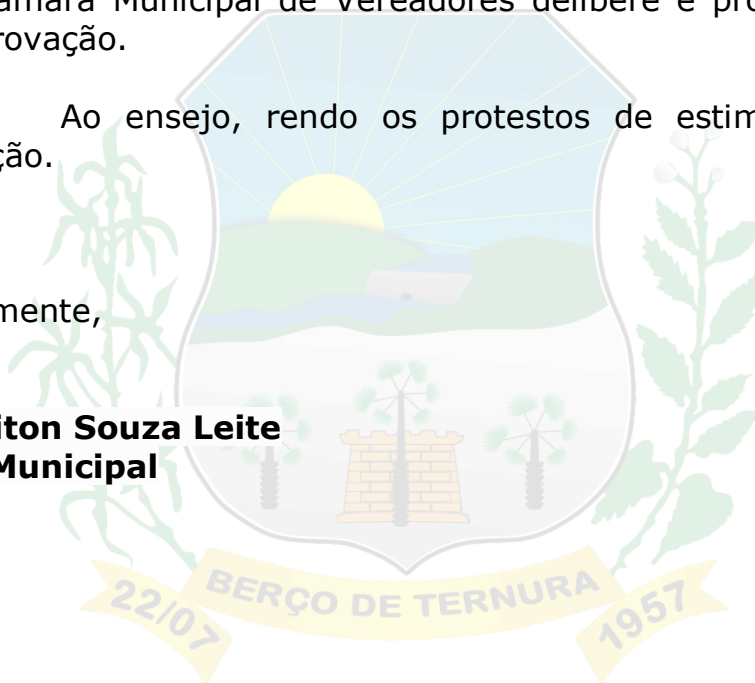 âmara Municipal de Vereadores delibere e pro
rovação.
Ao ensejo, rendo os protestos de estim
ção.
mente,
iton Souza Leite
Municipal
22/07 BERÇO DE TERNURA 1957